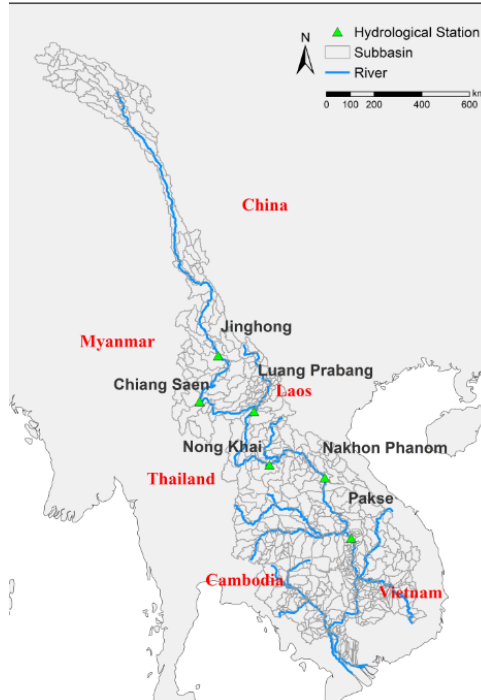 N
Hydrological Station
Subbasin
River
km
0 100 200 400 600
China
Jinghong
Myanmar
Luang Prabang
Chiang Saen
Laos
Nong Khai
Nakhon Phanom
Thailand
Pakse
Cambodia
Vietnam